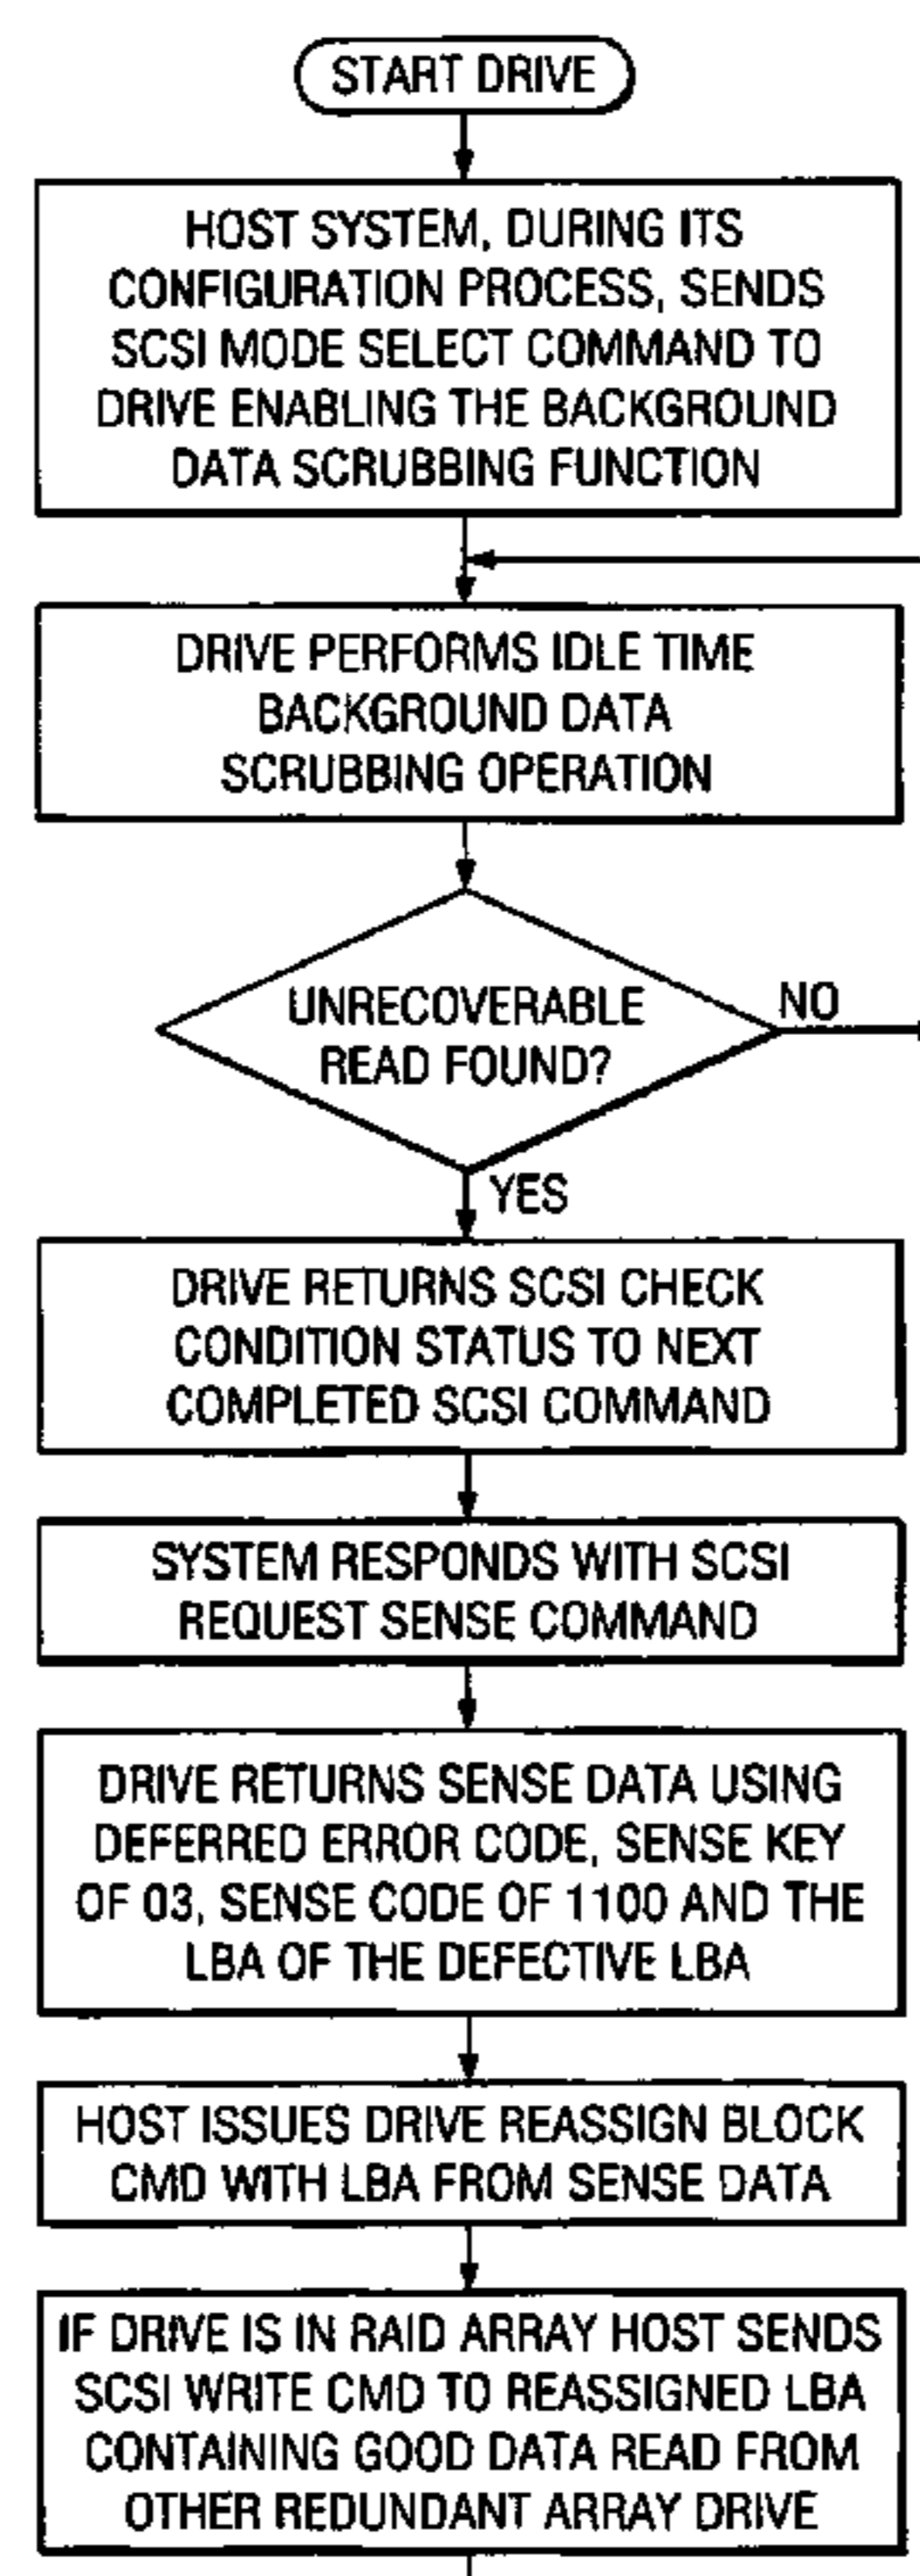 START DRIVE
HOST SYSTEM, DURING ITS
CONFIGURATION PROCESS, SENDS
SCSI MODE SELECT COMMAND TO
DRIVE ENABLING THE BACKGROUND
DATA SCRUBBING FUNCTION
DRIVE PERFORMS IDLE TIME
BACKGROUND DATA
SCRUBBING OPERATION
UNRECOVERABLE
READ FOUND?
NO
YES
DRIVE RETURNS SCSI CHECK
CONDITION STATUS TO NEXT
COMPLETED SCSI COMMAND
SYSTEM RESPONDS WITH SCSI
REQUEST SENSE COMMAND
DRIVE RETURNS SENSE DATA USING
DEFERRED ERROR CODE, SENSE KEY
OF 03, SENSE CODE OF 1100 AND THE
LBA OF THE DEFECTIVE LBA
HOST ISSUES DRIVE REASSIGN BLOCK
CMD WITH LBA FROM SENSE DATA
IF DRIVE IS IN RAID ARRAY HOST SENDS
SCSI WRITE CMD TO REASSIGNED LBA
CONTAINING GOOD DATA READ FROM
OTHER REDUNDANT ARRAY DRIVE